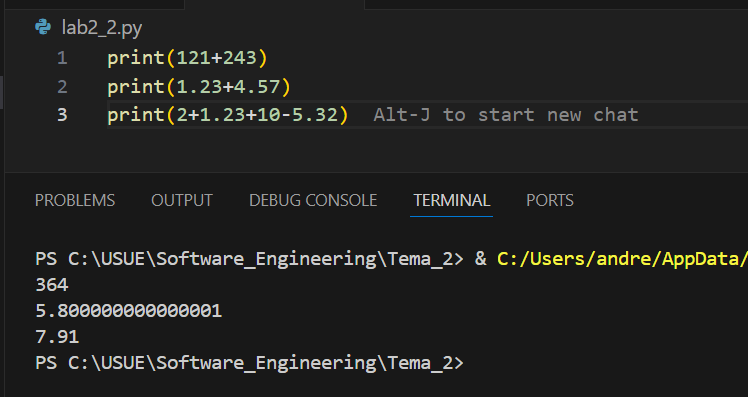 lab2_2.py
1 print(121+243)
2 print(1.23+4.57)
3 print(2+1.23+10-5.32) Alt-J to start new chat
PROBLEMS OUTPUT DEBUG CONSOLE TERMINAL PORTS
PS C:\USUE\Software_Engineering\Tema_2> & C:/Users/andre/AppData/
364
5.800000000000001
7.91
PS C:\USUE\Software_Engineering\Tema_2>